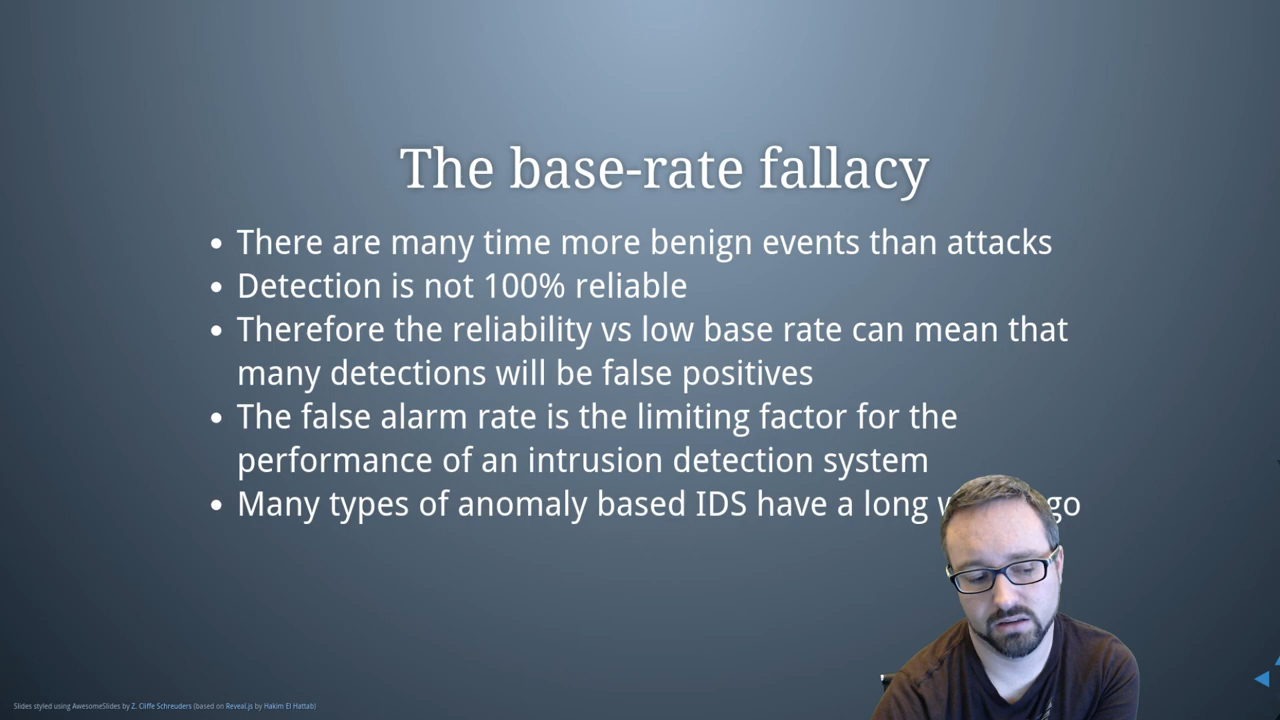 The base-rate fallacy
• There are many time more benign events than attacks
• Detection is not 100% reliable
• Therefore the reliability vs low base rate can mean that
many detections will be false positives
• The false alarm rate is the limiting factor for the
performance of an intrusion detection system
• Many types of anomaly based IDS have a long go
Slides styled using AwesomeSlides by Z. Cliffe Schreuders (based on Reveal.js by Hakim El Hattab)